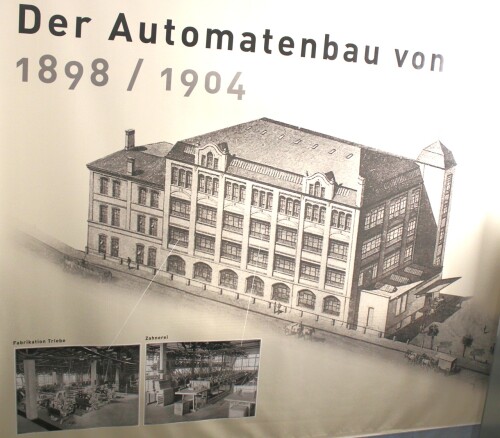 Der Automatenbau von
1898 / 1904
Fabrikation Triebe
Zahnerei